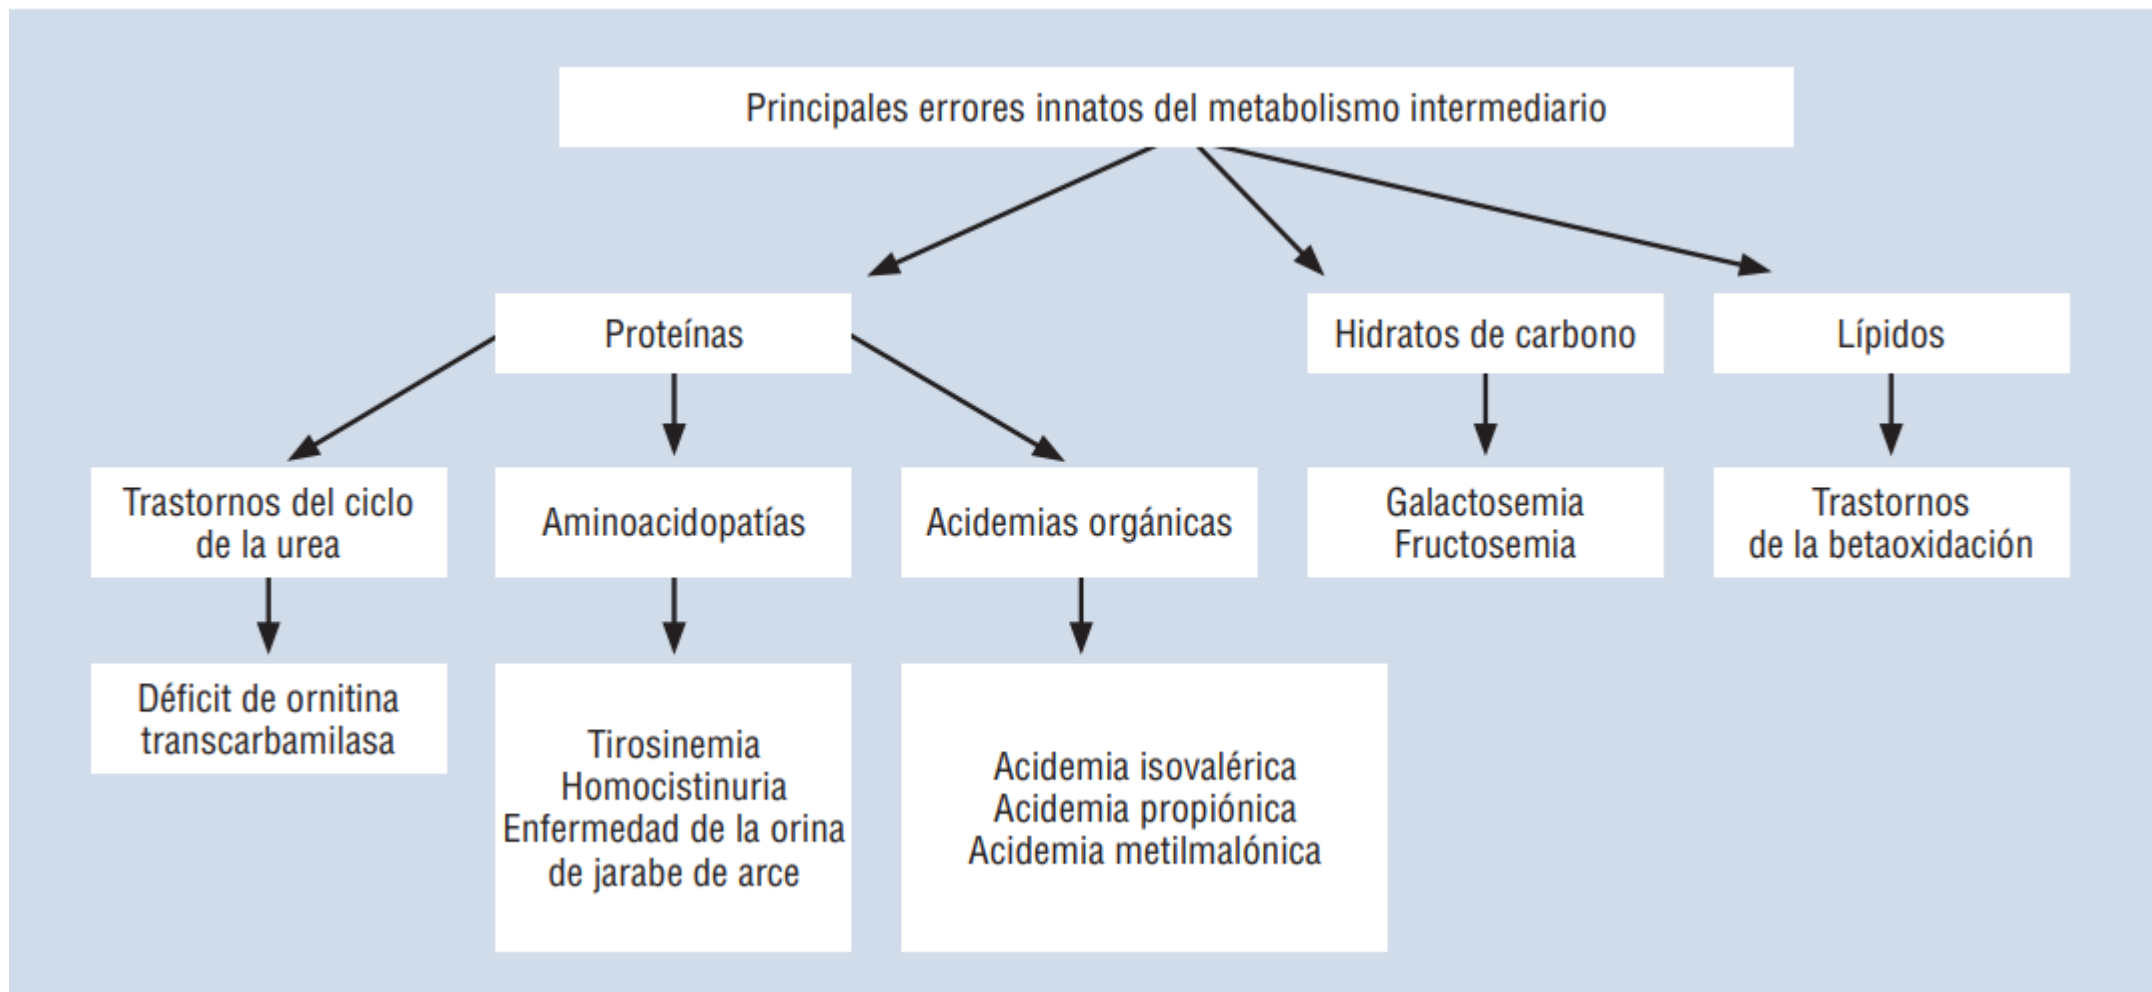 Principales errores innatos del metabolismo intermediario
Proteínas
Hidratos de carbono
Lípidos
Trastornos del ciclo
de la urea
Aminoacidopatías
Acidemias orgánicas
Galactosemia
Fructosemia
Trastornos
de la betaoxidación
Déficit de ornitina
transcarbamilasa
Tirosinemia
Homocistinuria
Enfermedad de la orina
de jarabe de arce
Acidemia isovalérica
Acidemia propiónica
Acidemia metilmalónica